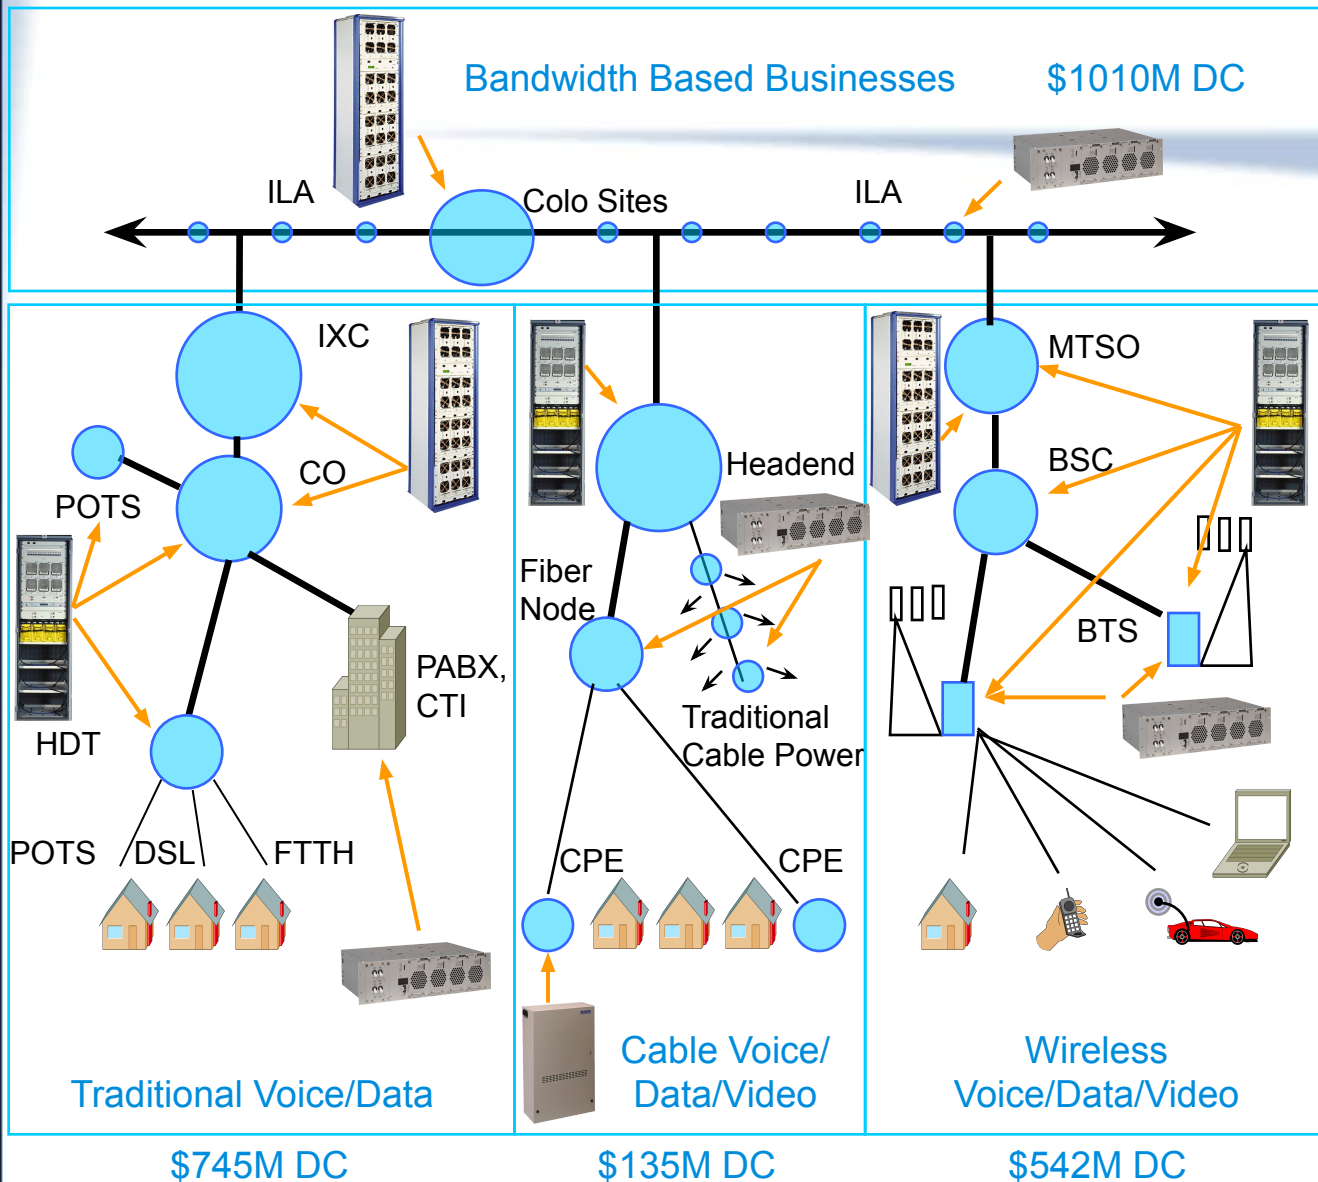 Bandwidth Based Businesses $1010M DC
ILA
Colo Sites
ILA
IXC
CO
POTS
HDT
PABX,
CTI
POTS DSL FTTH
Traditional Voice/Data
$745M DC
Headend
Fiber
Node
Traditional
Cable Power
CPE
CPE
Cable Voice/
Data/Video
$135M DC
MTSO
BSC
BTS
Wireless
Voice/Data/Video
$542M DC